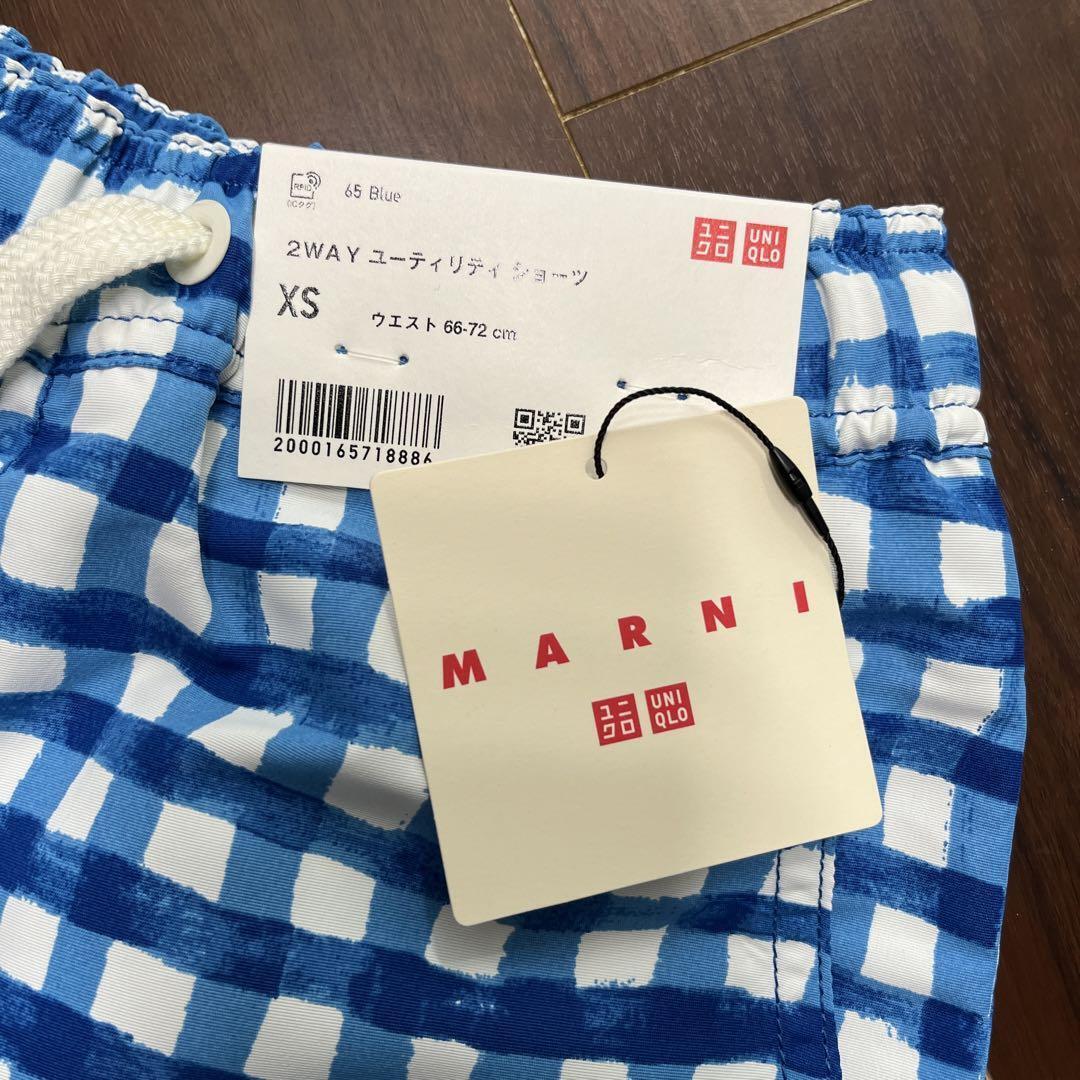 RFID
(ICタグ)
65 Blue
ユニクロ
UNIQLO
2WAY ユーティリティ ショーツ
XS
ウエスト 66-72 cm
2000165718886
MARNI
ユニクロ
UNIQLO